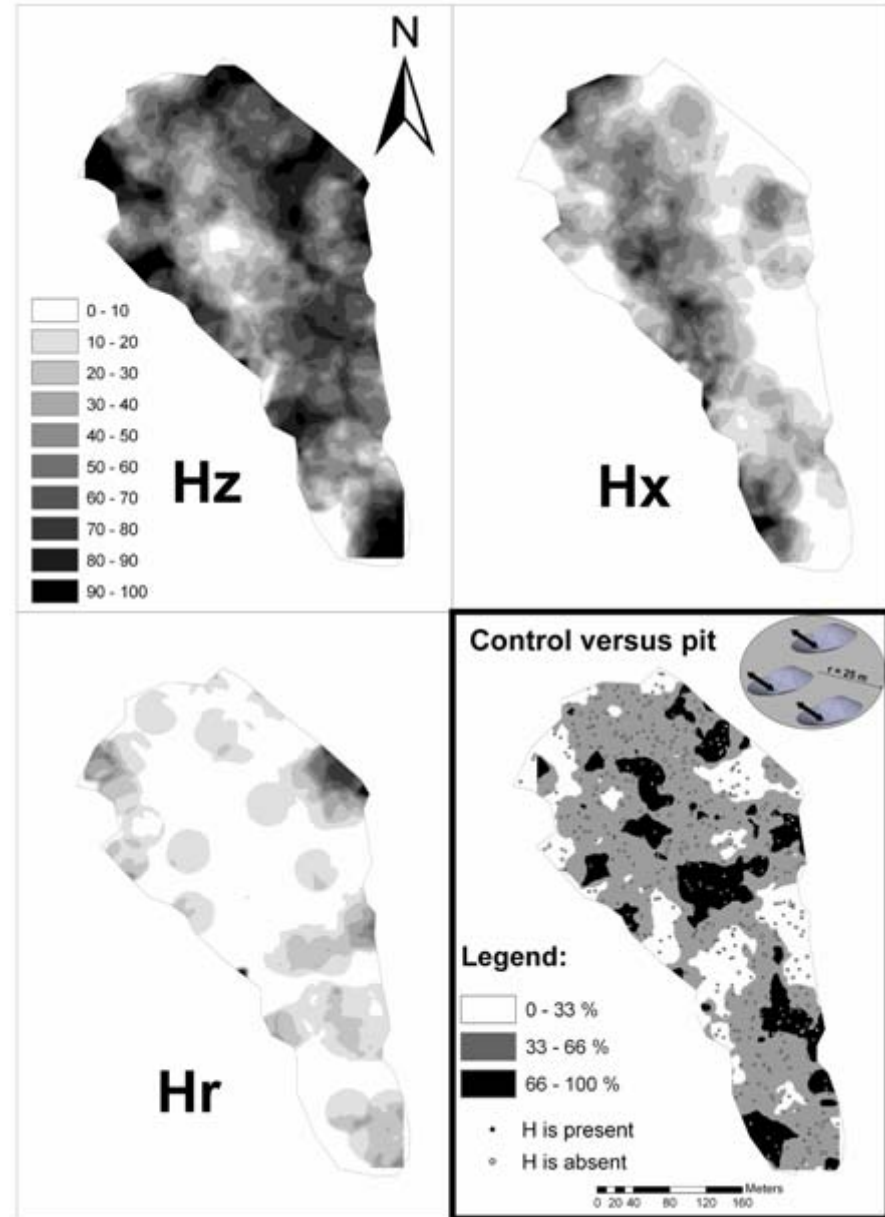 N
0 - 10
10 - 20
20 - 30
30 - 40
40 - 50
50 - 60
60 - 70
70 - 80
80 - 90
90 - 100
Hz
Hx
Hr
Control versus pit
r = 25 m
Legend:
0 - 33 %
33 - 66 %
66 - 100 %
H is present
H is absent
Meters
0 20 40 80 120 160